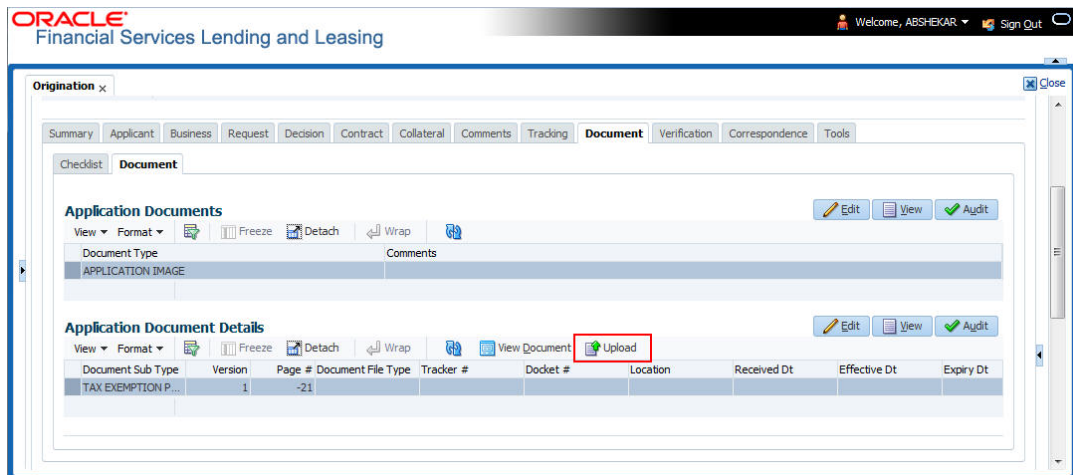 ORACLE®
Financial Services Lending and Leasing
Welcome, ABSHEKAR Sign Out
Origination x Close
Summary Applicant Business Request Decision Contract Collateral Comments Tracking Document Verification Correspondence Tools
Checklist Document
Application Documents Edit View Audit
View Format Freeze Detach Wrap
Document Type Comments
APPLICATION IMAGE
Application Document Details Edit View Audit
View Format Freeze Detach Wrap View Document Upload
Document Sub Type Version Page # Document File Type Tracker # Docket # Location Received Dt Effective Dt Expiry Dt
TAX EXEMPTION P... 1 -21